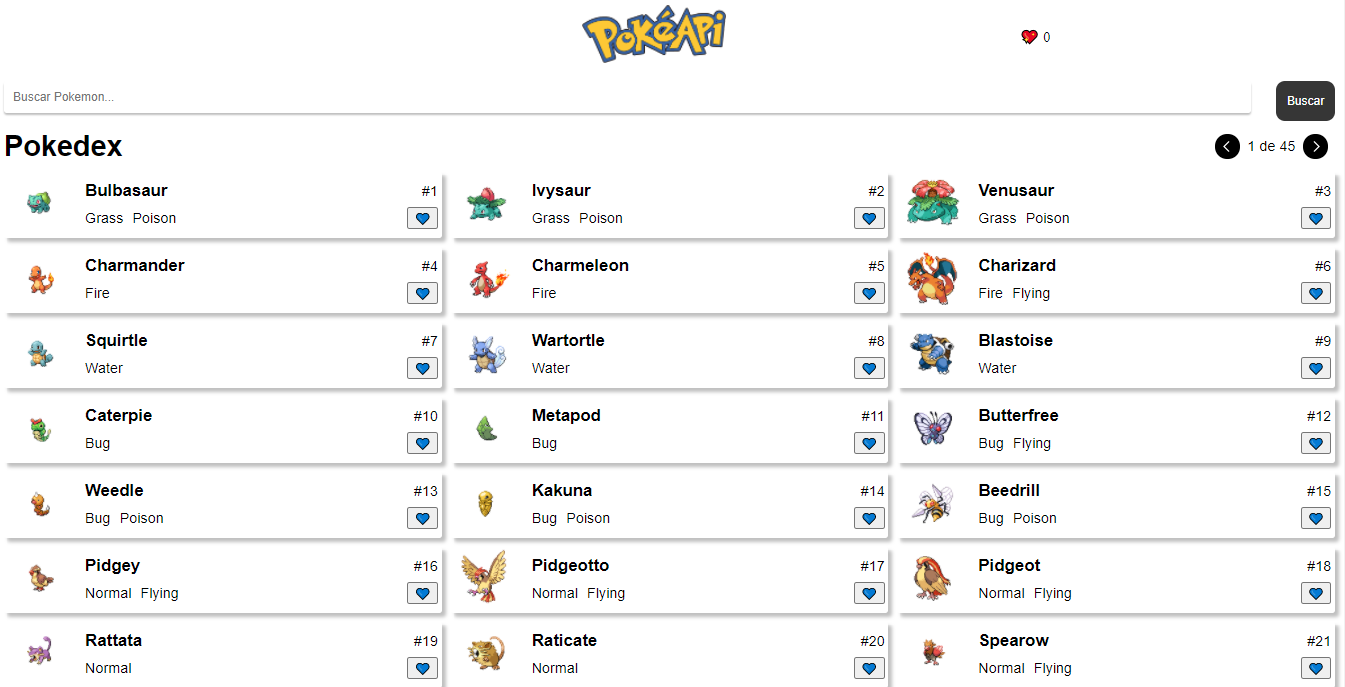 PokéApi
0
Buscar Pokemon...
Buscar
Pokedex
1 de 45
Bulbasaur #1
Grass Poison
Ivysaur #2
Grass Poison
Venusaur #3
Grass Poison
Charmander #4
Fire
Charmeleon #5
Fire
Charizard #6
Fire Flying
Squirtle #7
Water
Wartortle #8
Water
Blastoise #9
Water
Caterpie #10
Bug
Metapod #11
Bug
Butterfree #12
Bug Flying
Weedle #13
Bug Poison
Kakuna #14
Bug Poison
Beedrill #15
Bug Poison
Pidgey #16
Normal Flying
Pidgeotto #17
Normal Flying
Pidgeot #18
Normal Flying
Rattata #19
Normal
Raticate #20
Normal
Spearow #21
Normal Flying